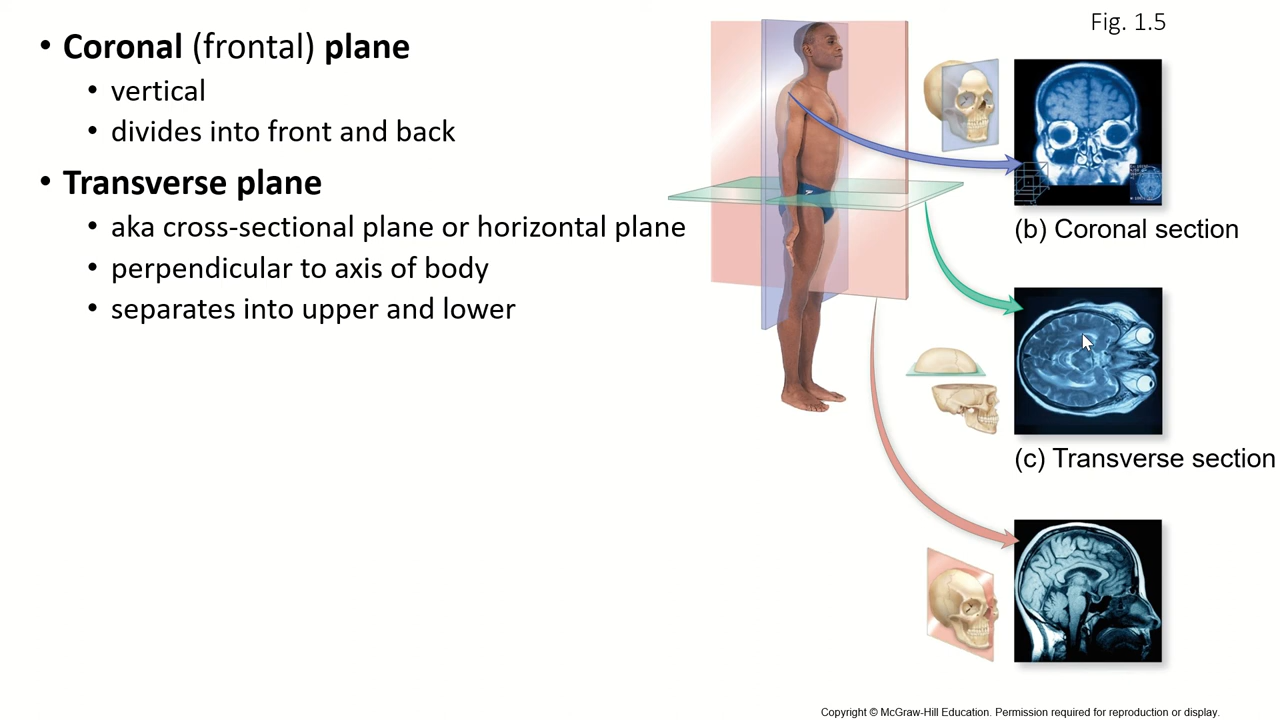 Fig. 1.5
• Coronal (frontal) plane
• vertical
• divides into front and back
• Transverse plane
• aka cross-sectional plane or horizontal plane
• perpendicular to axis of body
• separates into upper and lower
(b) Coronal section
(c) Transverse section
Copyright © McGraw-Hill Education. Permission required for reproduction or display.